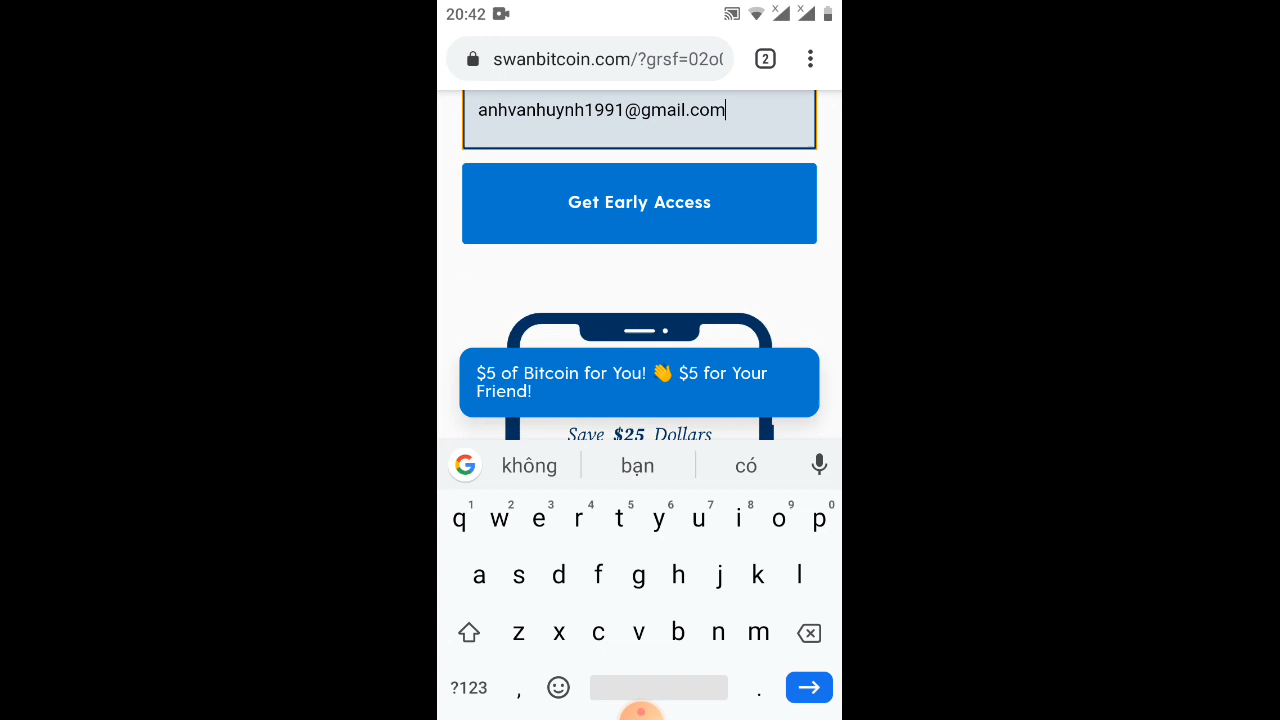 20:42
swanbitcoin.com/?grsf=02o
2
anhvanhuynh1991@gmail.com
Get Early Access
$5 of Bitcoin for You! 👋 $5 for Your
Friend!
Save $25 Dollars
không bạn có
1 2 3 4 5 6 7 8 9 0
q w e r t y u i o p
a s d f g h j k l
z x c v b n m
?123 , .